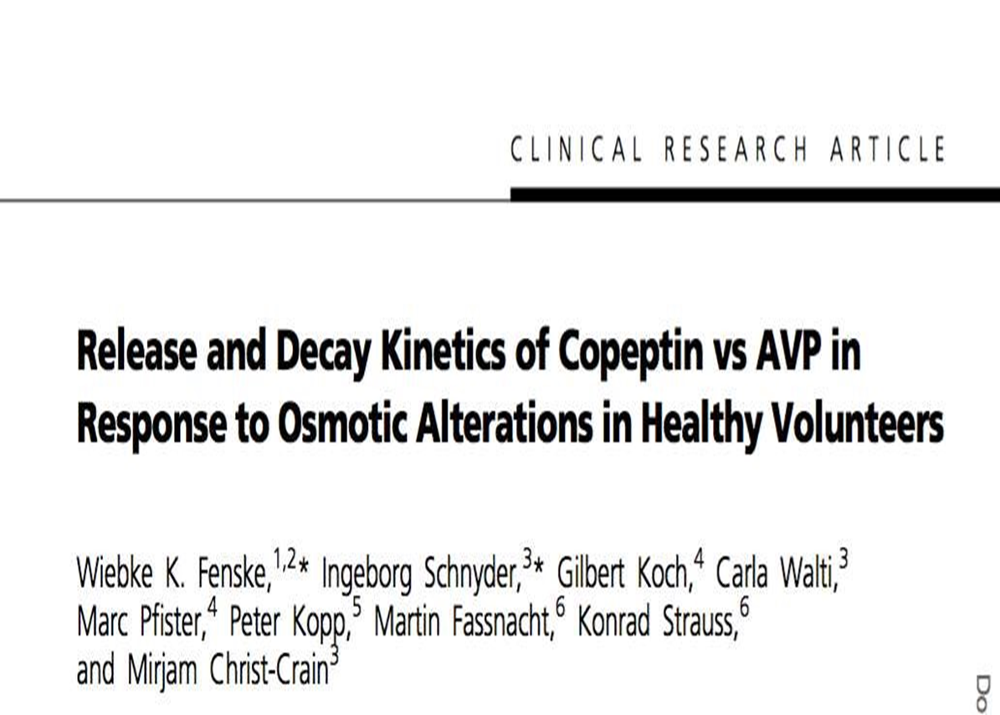 CLINICAL RESEARCH ARTICLE
Release and Decay Kinetics of Copeptin vs AVP in
Response to Osmotic Alterations in Healthy Volunteers
Wiebke K. Fenske,1,2* Ingeborg Schnyder,3* Gilbert Koch,4 Carla Walti,3
Marc Pfister,4 Peter Kopp,5 Martin Fassnacht,6 Konrad Strauss,6
and Mirjam Christ-Crain3
Do